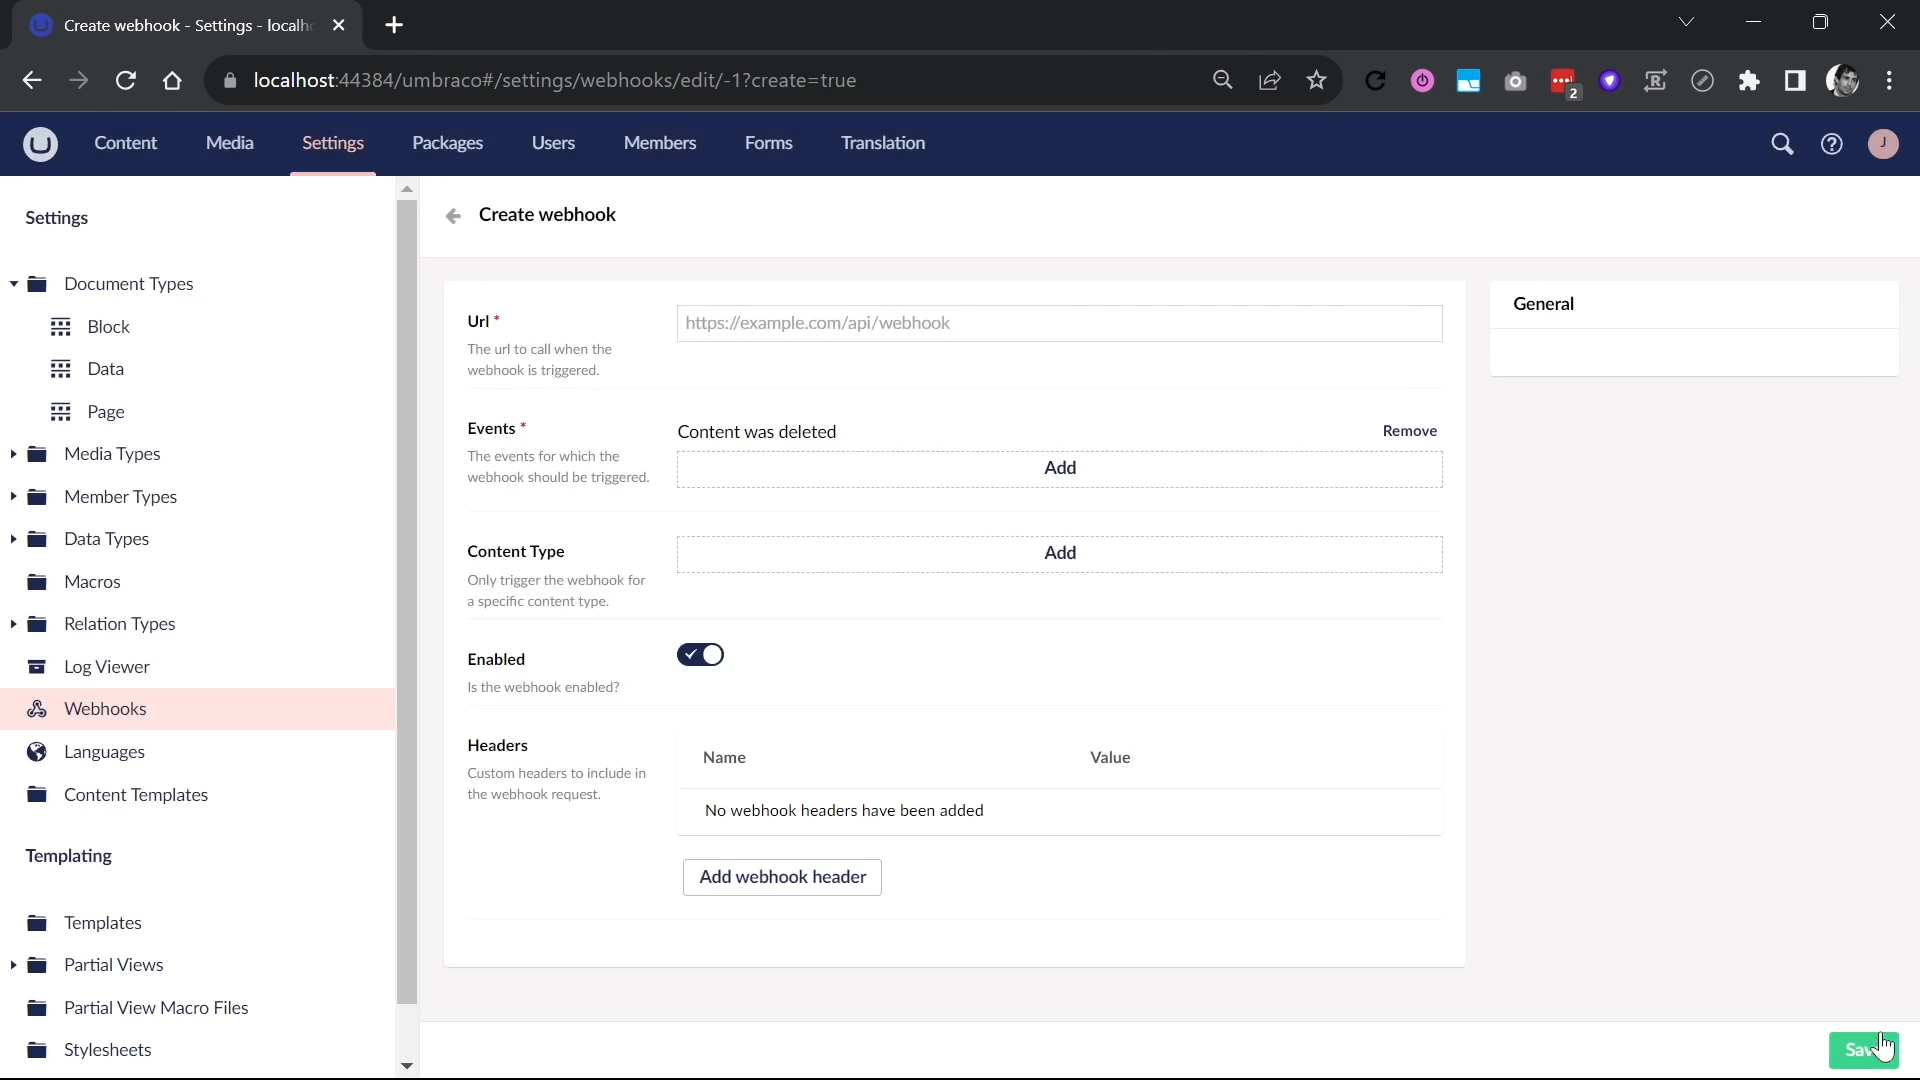 Create webhook - Settings - localh
localhost:44384/umbraco#/settings/webhooks/edit/-1?create=true
2
Content
Media
Settings
Packages
Users
Members
Forms
Translation
J
Settings
Document Types
Block
Data
Page
Media Types
Member Types
Data Types
Macros
Relation Types
Log Viewer
Webhooks
Languages
Content Templates
Templating
Templates
Partial Views
Partial View Macro Files
Stylesheets
Create webhook
Url *
The url to call when the
webhook is triggered.
https://example.com/api/webhook
Events *
The events for which the
webhook should be triggered.
Content was deleted
Remove
Add
Content Type
Only trigger the webhook for
a specific content type.
Add
Enabled
Is the webhook enabled?
Headers
Custom headers to include in
the webhook request.
Name
Value
No webhook headers have been added
Add webhook header
General